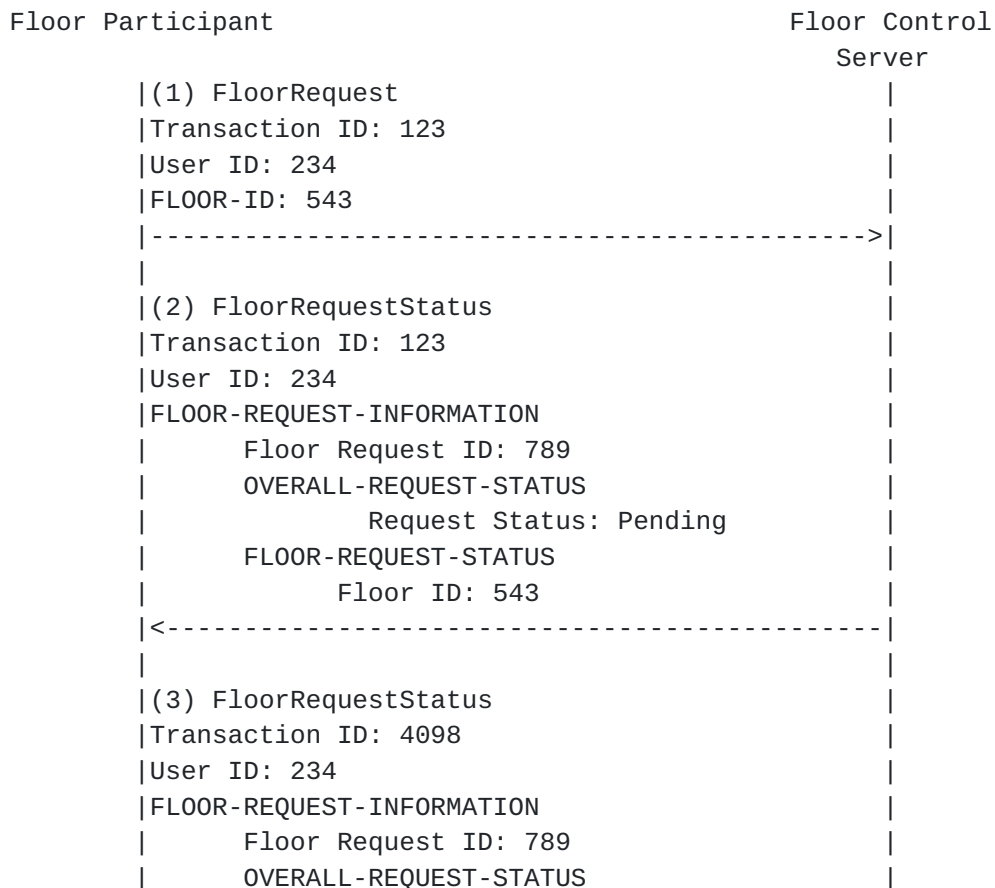 Floor Participant                                 Floor Control
                                                     Server
        |(1) FloorRequest                               |
        |Transaction ID: 123                            |
        |User ID: 234                                   |
        |FLOOR-ID: 543                                  |
        |---------------------------------------------->|
        |                                               |
        |(2) FloorRequestStatus                         |
        |Transaction ID: 123                            |
        |User ID: 234                                   |
        |FLOOR-REQUEST-INFORMATION                      |
        |      Floor Request ID: 789                    |
        |      OVERALL-REQUEST-STATUS                   |
        |              Request Status: Pending          |
        |      FLOOR-REQUEST-STATUS                     |
        |            Floor ID: 543                      |
        |<----------------------------------------------|
        |                                               |
        |(3) FloorRequestStatus                         |
        |Transaction ID: 4098                           |
        |User ID: 234                                   |
        |FLOOR-REQUEST-INFORMATION                      |
        |      Floor Request ID: 789                    |
        |      OVERALL-REQUEST-STATUS                   |